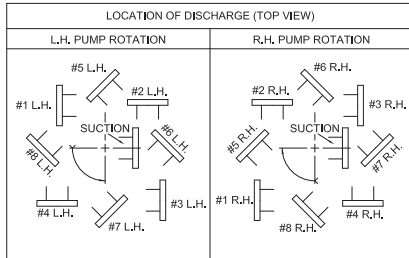 LOCATION OF DISCHARGE (TOP VIEW)
L.H. PUMP ROTATION
R.H. PUMP ROTATION
#5 L.H.
#2 L.H.
#1 L.H.
SUCTION
#6 L.H.
#8 L.H.
#3 L.H.
#4 L.H.
#7 L.H.
#6 R.H.
#2 R.H.
#3 R.H.
SUCTION
#5 R.H.
#7 R.H.
#1 R.H.
#4 R.H.
#8 R.H.